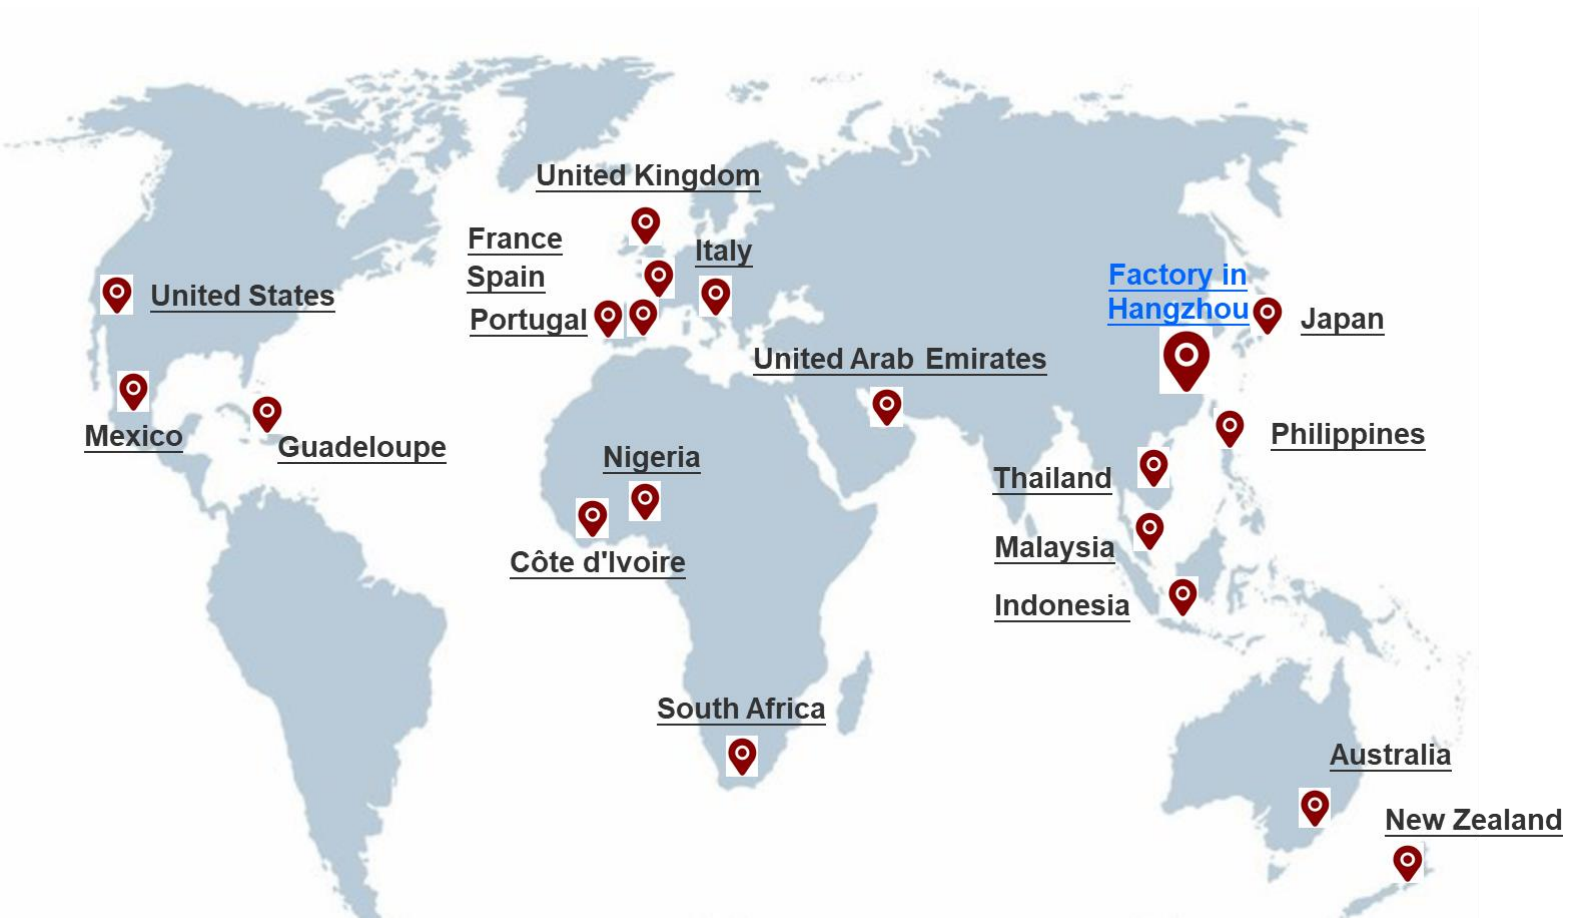 United Kingdom
France
Italy
Spain
Factory in
Hangzhou
United States
Portugal
Japan
United Arab Emirates
Mexico
Guadeloupe
Philippines
Nigeria
Thailand
Côte d'Ivoire
Malaysia
Indonesia
South Africa
Australia
New Zealand